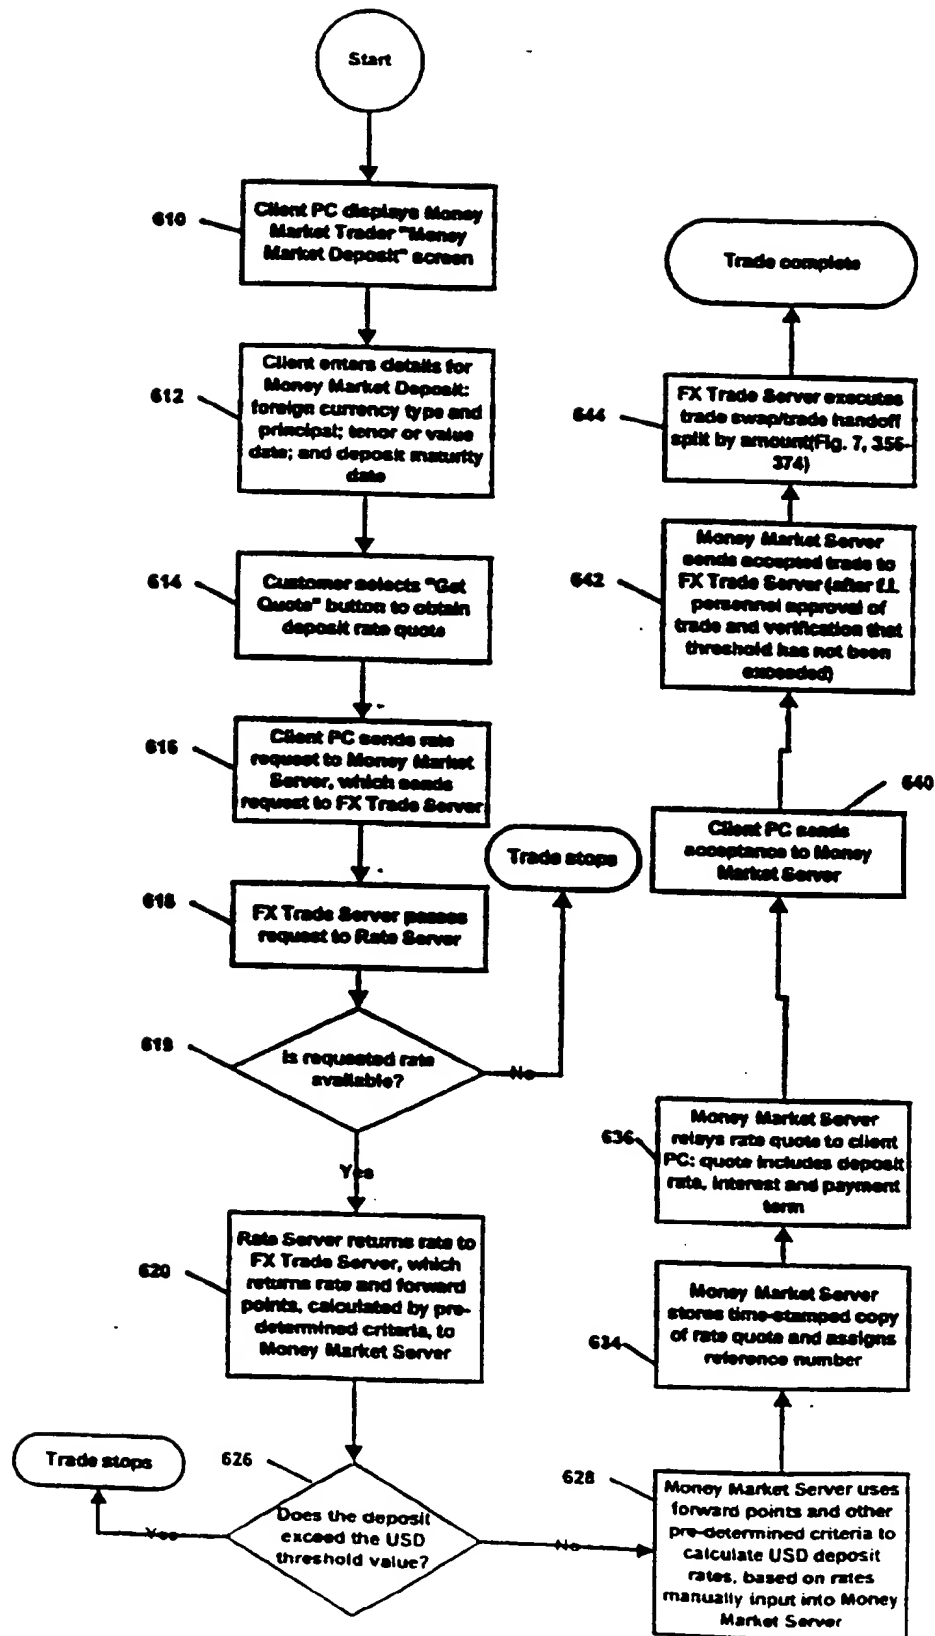 Start
610
Client PC displays Money
Market Trader "Money
Market Deposit" screen
612
Client enters details for
Money Market Deposit:
foreign currency type and
principal; tenor or value
date; and deposit maturity
date
614
Customer selects "Get
Quote" button to obtain
deposit rate quote
616
Client PC sends rate
request to Money Market
Server, which sends
request to FX Trade Server
618
FX Trade Server passes
request to Rate Server
619
Is requested rate
available?
No
Trade stops
Yes
620
Rate Server returns rate to
FX Trade Server, which
returns rate and forward
points, calculated by pre-
determined criteria, to
Money Market Server
626
Does the deposit
exceed the USD
threshold value?
Yes
Trade stops
No
628
Money Market Server uses
forward points and other
pre-determined criteria to
calculate USD deposit
rates, based on rates
manually input into Money
Market Server
634
Money Market Server
stores time-stamped copy
of rate quote and assigns
reference number
636
Money Market Server
relays rate quote to client
PC: quote includes deposit
rate, interest and payment
term
640
Client PC sends
acceptance to Money
Market Server
642
Money Market Server
sends accepted trade to
FX Trade Server (after f.i.
personnel approval of
trade and verification that
threshold has not been
exceeded)
644
FX Trade Server executes
trade swap/trade handoff
split by amount(Fig. 7, 356-
374)
Trade complete